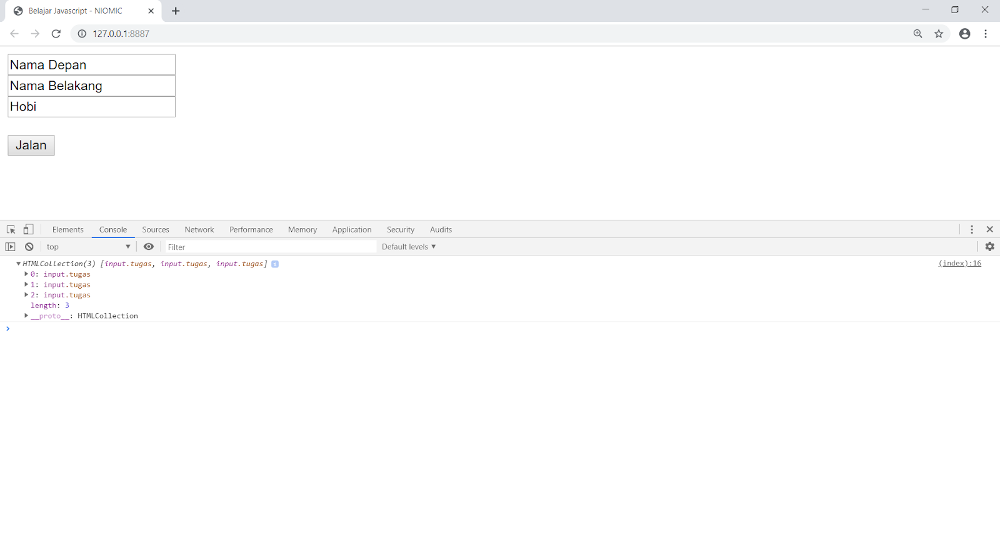 Belajar Javascript - NIOMIC
127.0.0.1:8887
Nama Depan
Nama Belakang
Hobi
Jalan
Elements Console Sources Network Performance Memory Application Security Audits
top Filter Default levels
HTMLCollection(3) [input.tugas, input.tugas, input.tugas] i (index):16
0: input.tugas
1: input.tugas
2: input.tugas
length: 3
__proto__: HTMLCollection